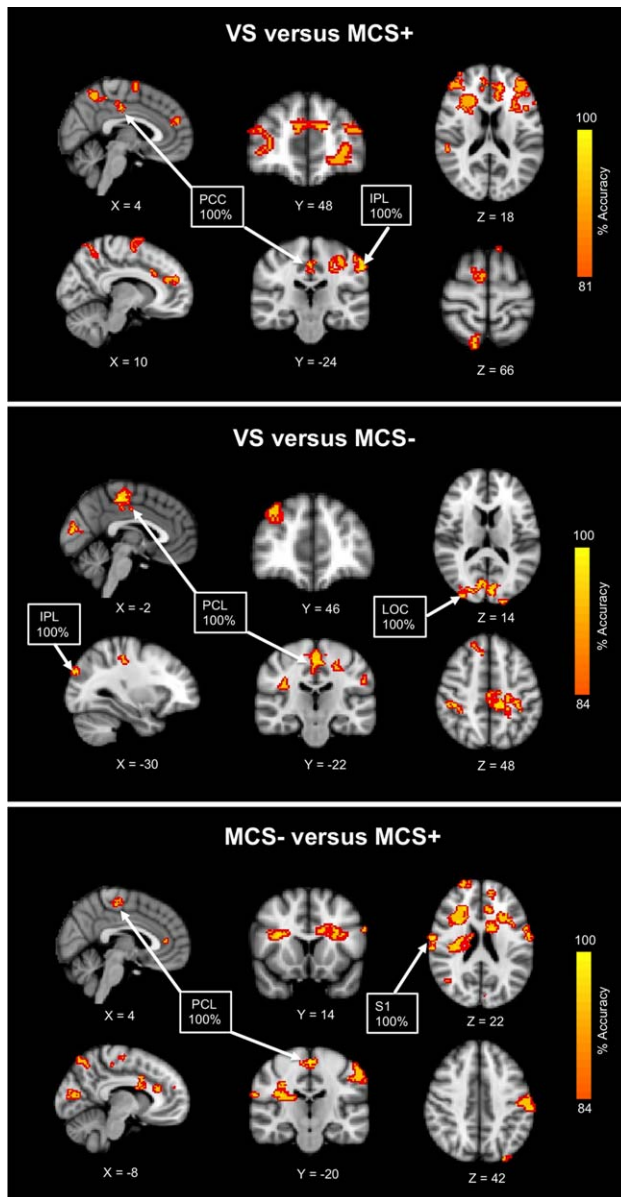 VS versus MCS+
X = 4
Y = 48
Z = 18
PCC
100%
IPL
100%
X = 10
Y = -24
Z = 66
100
% Accuracy
81
VS versus MCS-
X = -2
Y = 46
Z = 14
IPL
100%
PCL
100%
LOC
100%
X = -30
Y = -22
Z = 48
100
% Accuracy
84
MCS- versus MCS+
X = 4
Y = 14
Z = 22
PCL
100%
S1
100%
X = -8
Y = -20
Z = 42
100
% Accuracy
84